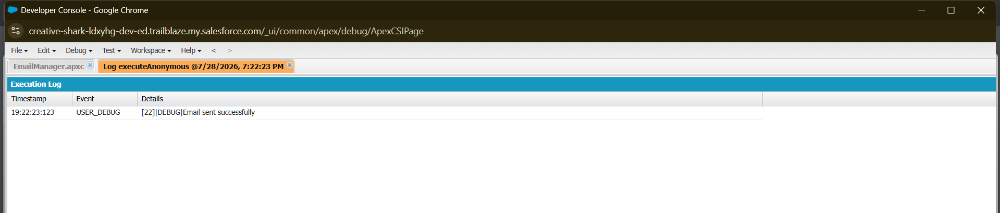 Developer Console - Google Chrome
creative-shark-ldxyhg-dev-ed.trailblaze.my.salesforce.com/_ui/common/apex/debug/ApexCSIPage
File Edit Debug Test Workspace Help < >
EmailManager.apxc Log executeAnonymous @7/28/2026, 7:22:23 PM
Execution Log
Timestamp Event Details
19:22:23:123 USER_DEBUG [22]|DEBUG|Email sent successfully